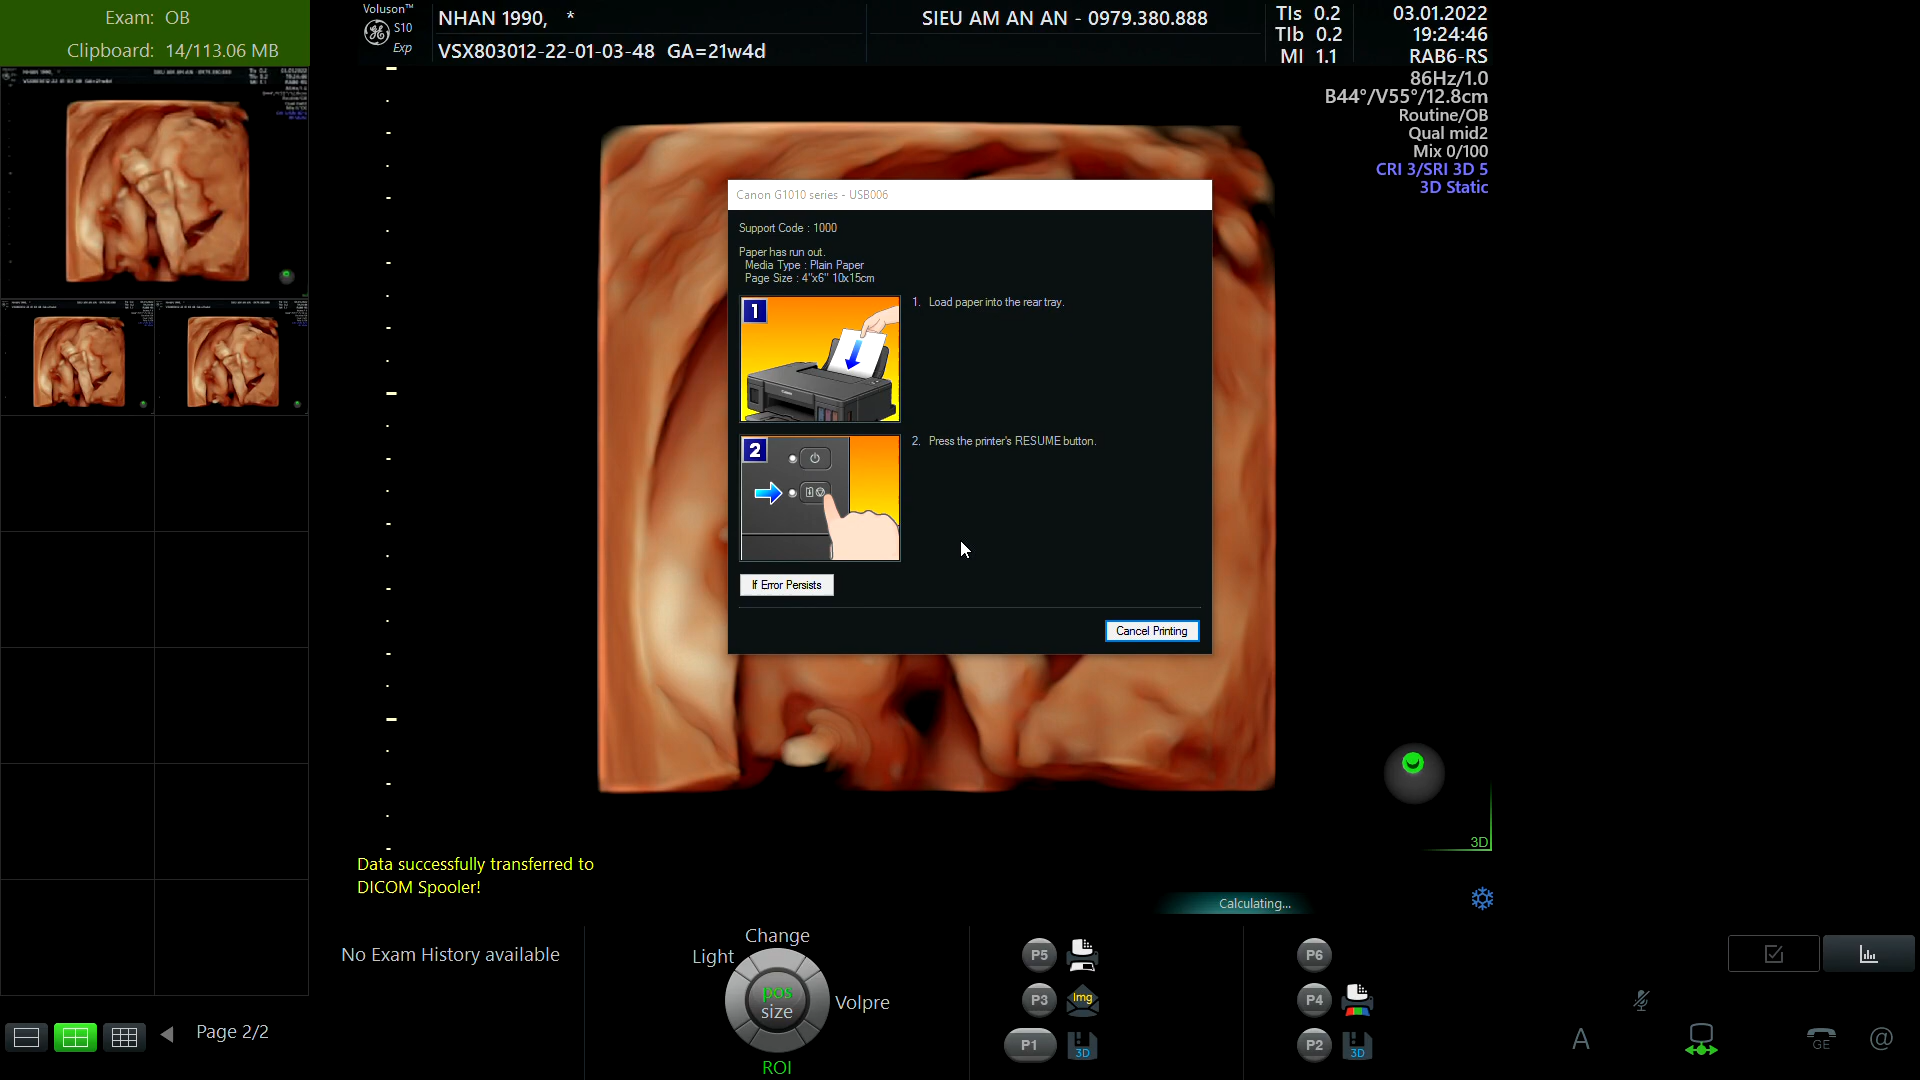 Exam: OB
Clipboard: 14/113.06 MB
Voluson™
S10
Exp
NHAN 1990, *
VSX803012-22-01-03-48 GA=21w4d
SIEU AM AN AN - 0979.380.888
TIs 0.2
TIb 0.2
MI 1.1
03.01.2022
19:24:46
RAB6-RS
86Hz/1.0
B44°/V55°/12.8cm
Routine/OB
Qual mid2
Mix 0/100
CRI 3/SRI 3D 5
3D Static
Canon G1010 series - USB006
Support Code : 1000
Paper has run out.
Media Type : Plain Paper
Page Size : 4"x6" 10x15cm
1
1. Load paper into the rear tray.
2
2. Press the printer's RESUME button.
If Error Persists
Cancel Printing
3D
Data successfully transferred to
DICOM Spooler!
Calculating...
No Exam History available
Change
Light
pos
size
Volpre
ROI
P5
P3
Img
P1
3D
P6
P4
P2
3D
A
GE
@
Page 2/2